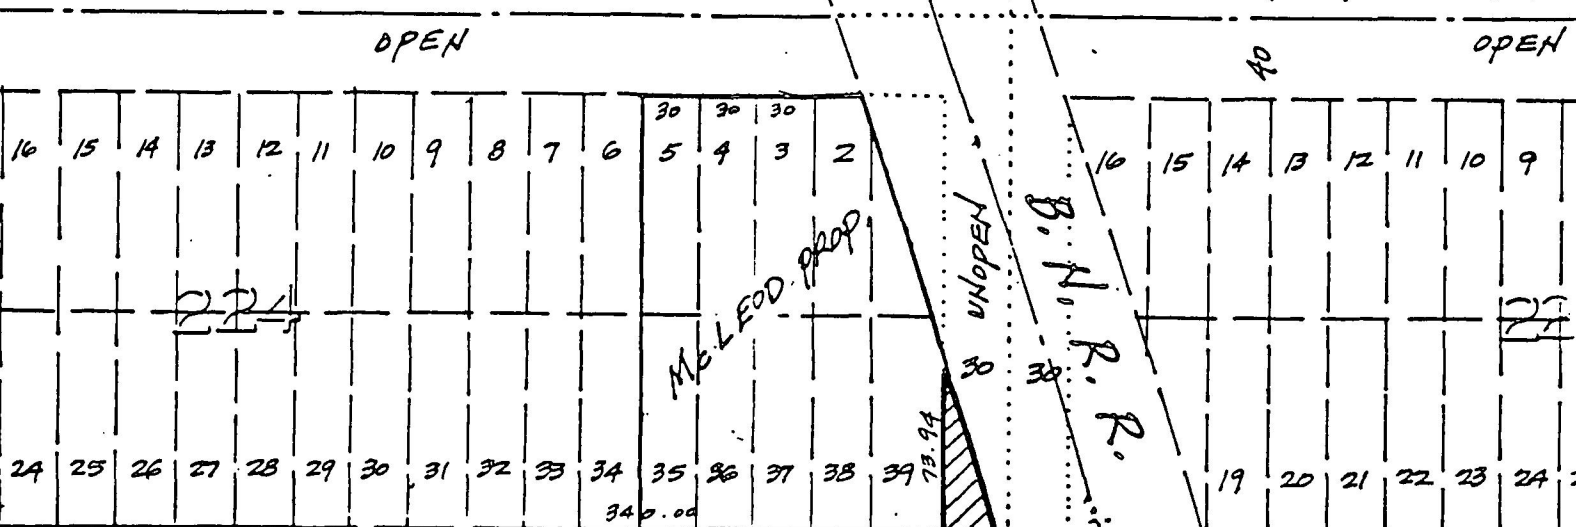 OPEN
40
OPEN
30 30 30
16 15 14 13 12 11 10 9 8 7 6 5 4 3 2
16 15 14 13 12 11 10 9
UNOPEN
B. N. R. R.
McLEOD PROP.
224
22
30 30
73.94
24 25 26 27 28 29 30 31 32 33 34 35 36 37 38 39
19 20 21 22 23 24
340.00